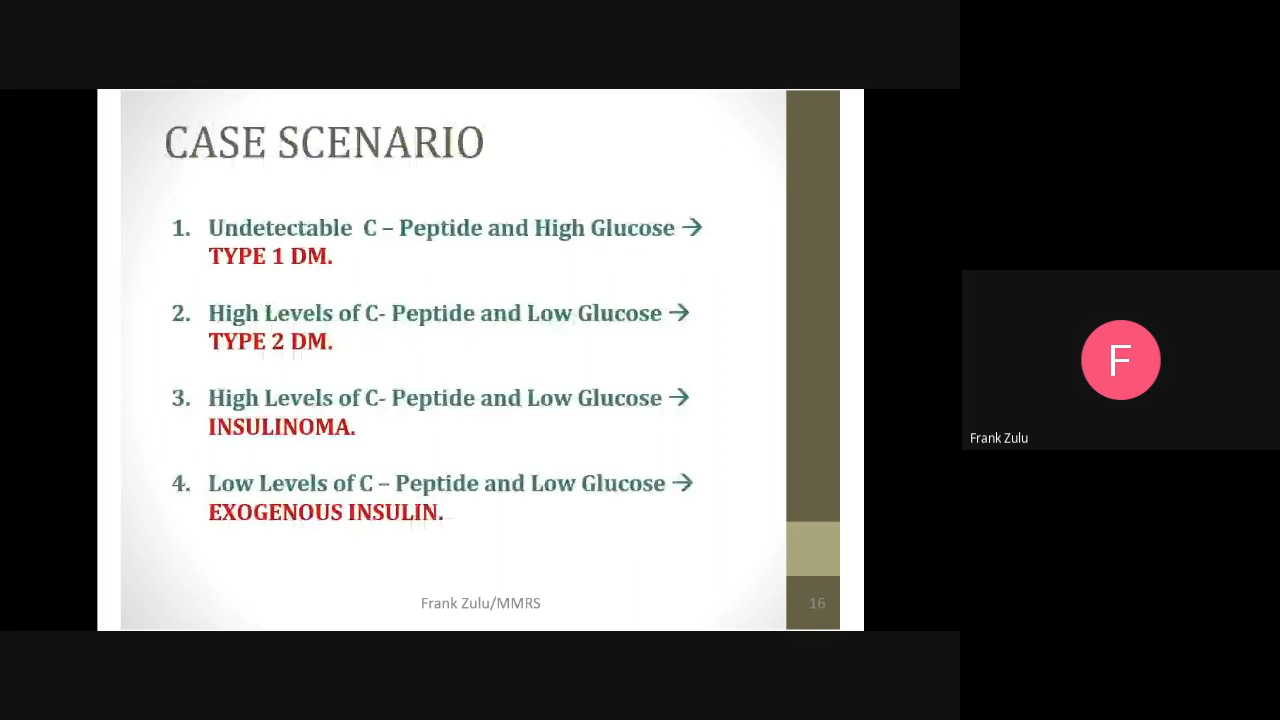 CASE SCENARIO
1. Undetectable C – Peptide and High Glucose →
TYPE 1 DM.
2. High Levels of C- Peptide and Low Glucose →
TYPE 2 DM.
3. High Levels of C- Peptide and Low Glucose →
INSULINOMA.
4. Low Levels of C – Peptide and Low Glucose →
EXOGENOUS INSULIN.
Frank Zulu/MMRS
16
F
Frank Zulu